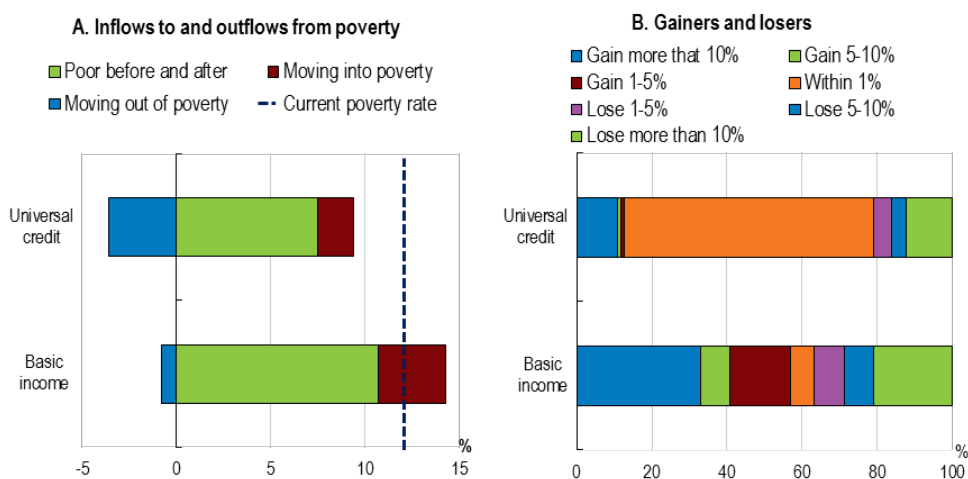 A. Inflows to and outflows from poverty
Poor before and after
Moving into poverty
Moving out of poverty
Current poverty rate
Universal
credit
Basic
income
%
-5
0
5
10
15
B. Gainers and losers
Gain more that 10%
Gain 5-10%
Gain 1-5%
Within 1%
Lose 1-5%
Lose 5-10%
Lose more than 10%
Universal
credit
Basic
income
%
0
20
40
60
80
100